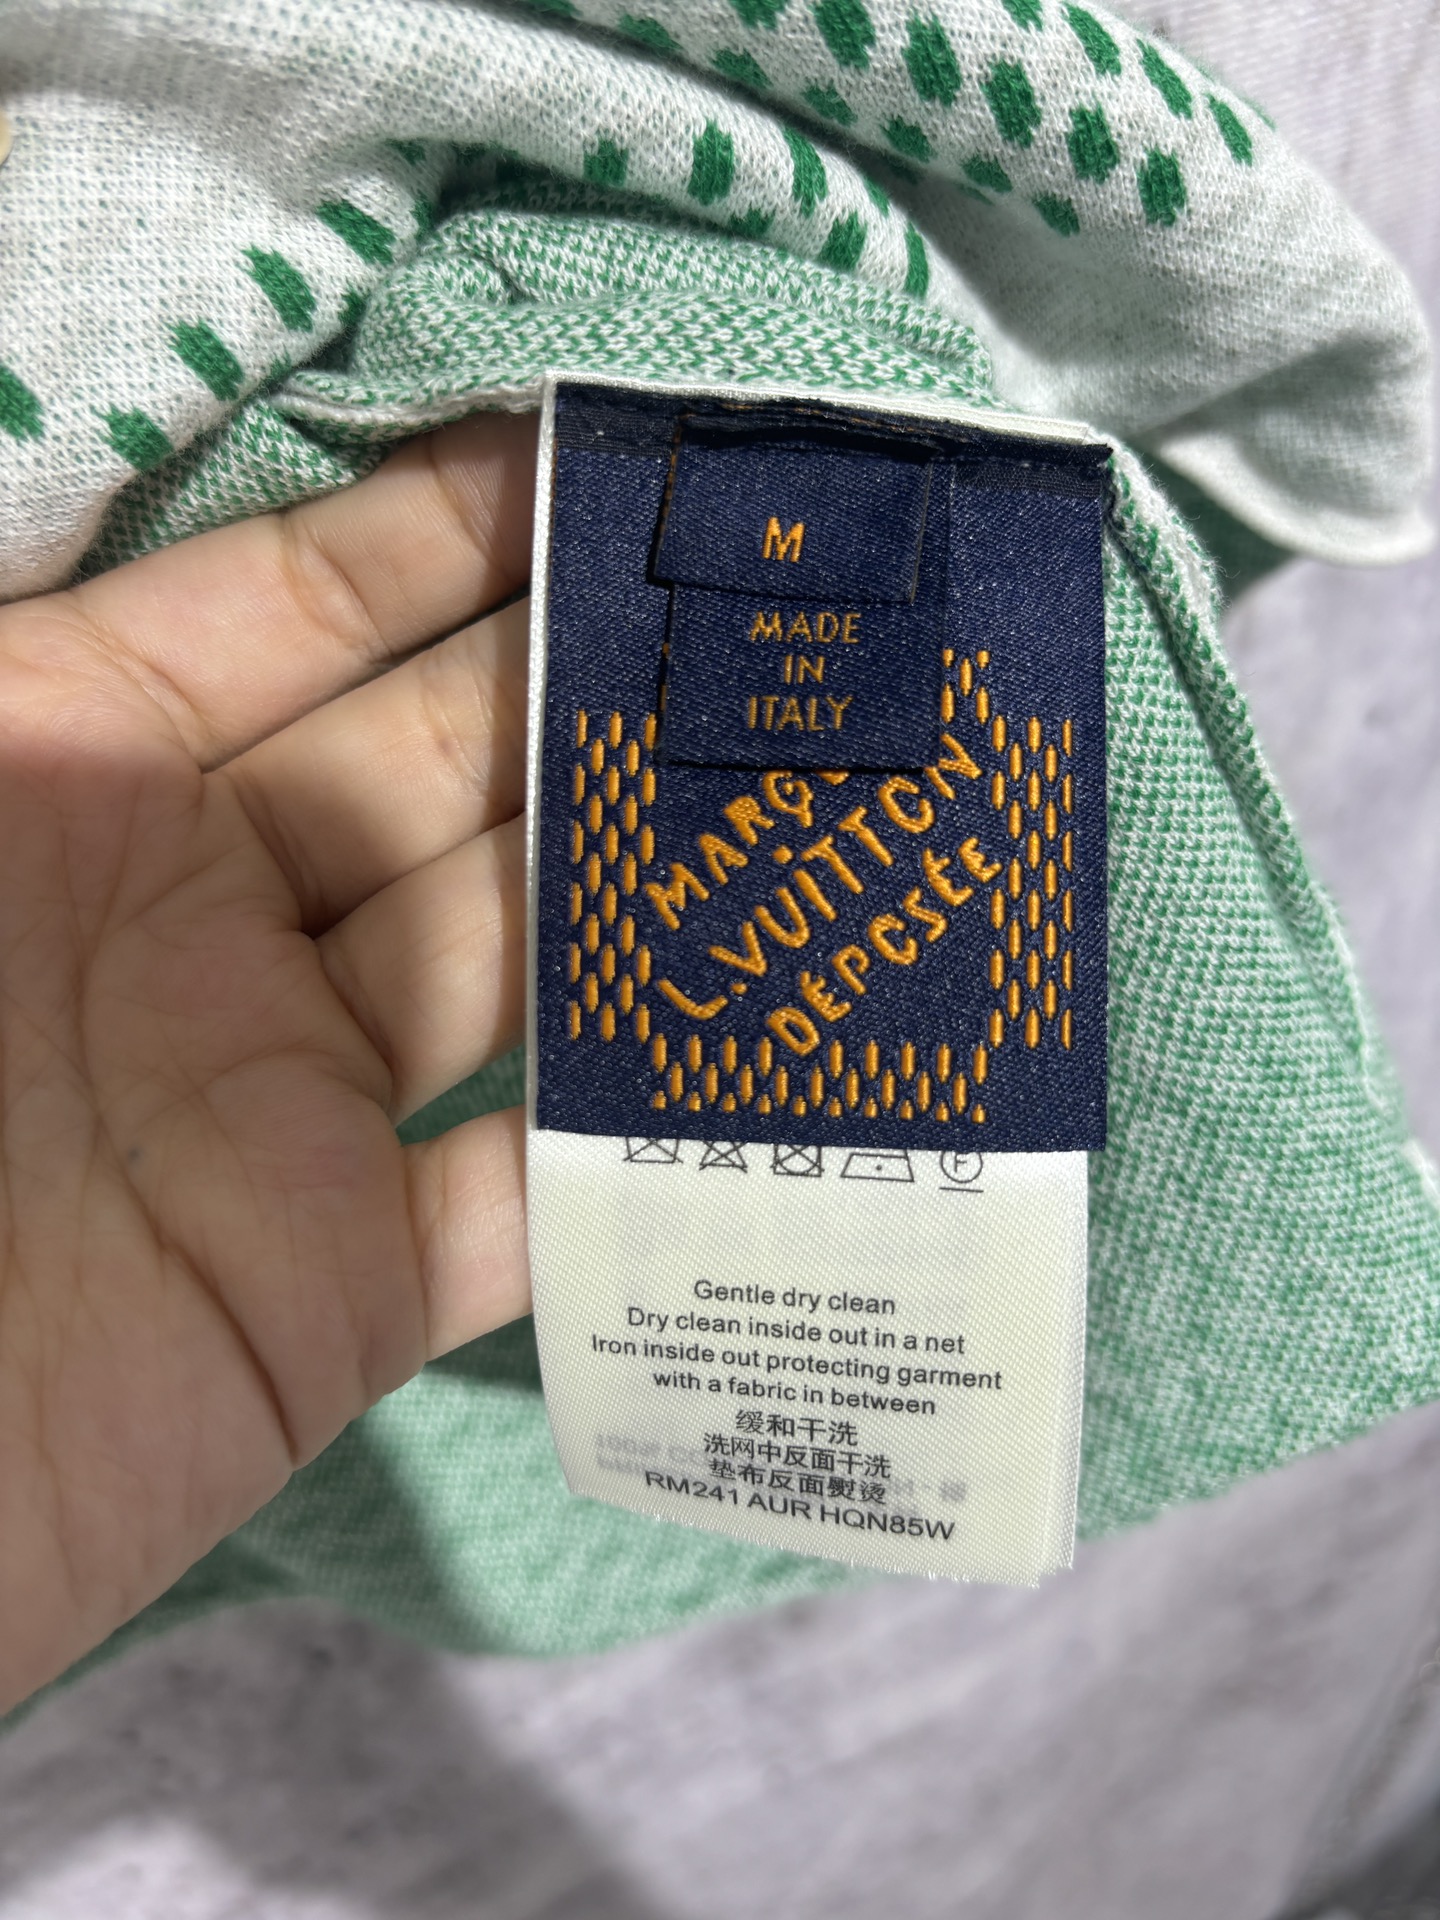 M
MADE
IN
ITALY
MARQUE
L.VUITTON
DÉPOSÉE
F
Gentle dry clean
Dry clean inside out in a net
Iron inside out protecting garment
with a fabric in between
缓和干洗
洗网中反面干洗
垫布反面熨烫
RM241 AUR HQN85W